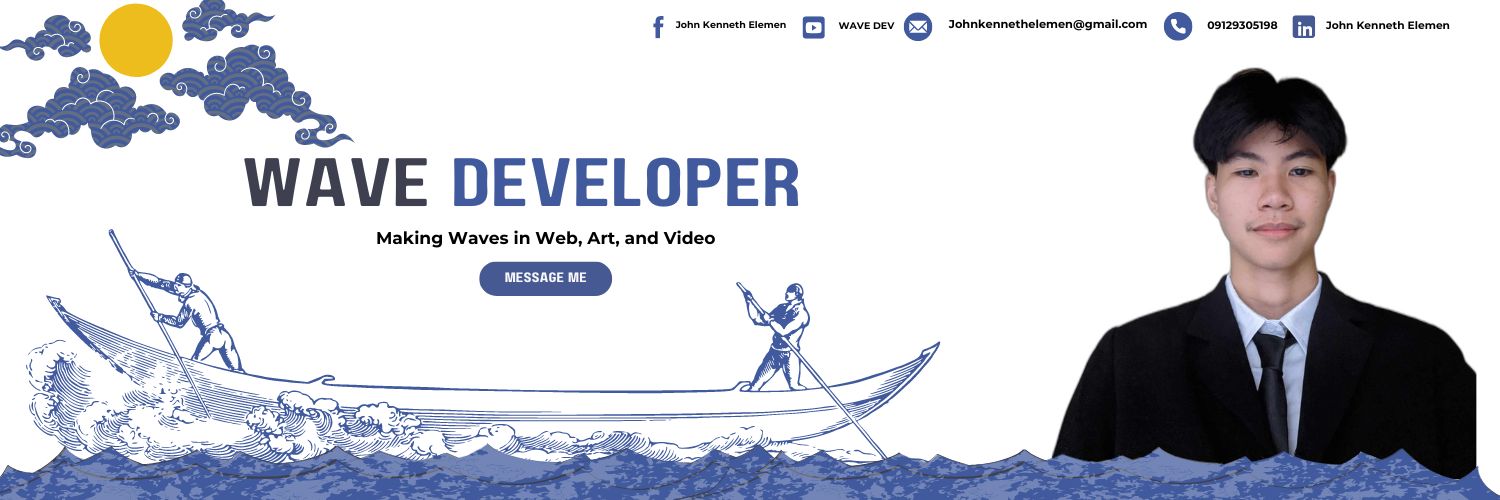 John Kenneth Elemen WAVE DEV Johnkennethelemen@gmail.com 09129305198 John Kenneth Elemen
WAVE DEVELOPER
Making Waves in Web, Art, and Video
MESSAGE ME